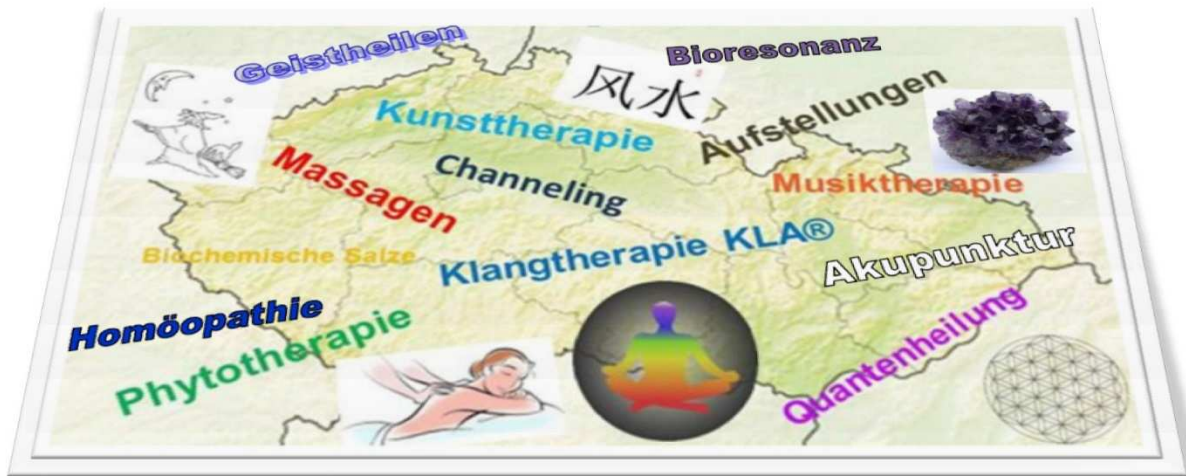 Geistheilen
Bioresonanz
风水
Kunsttherapie
Aufstellungen
Massagen
Channeling
Musiktherapie
Biochemische Salze
Klangtherapie KLA®
Akupunktur
Homöopathie
Phytotherapie
Quantenheilung